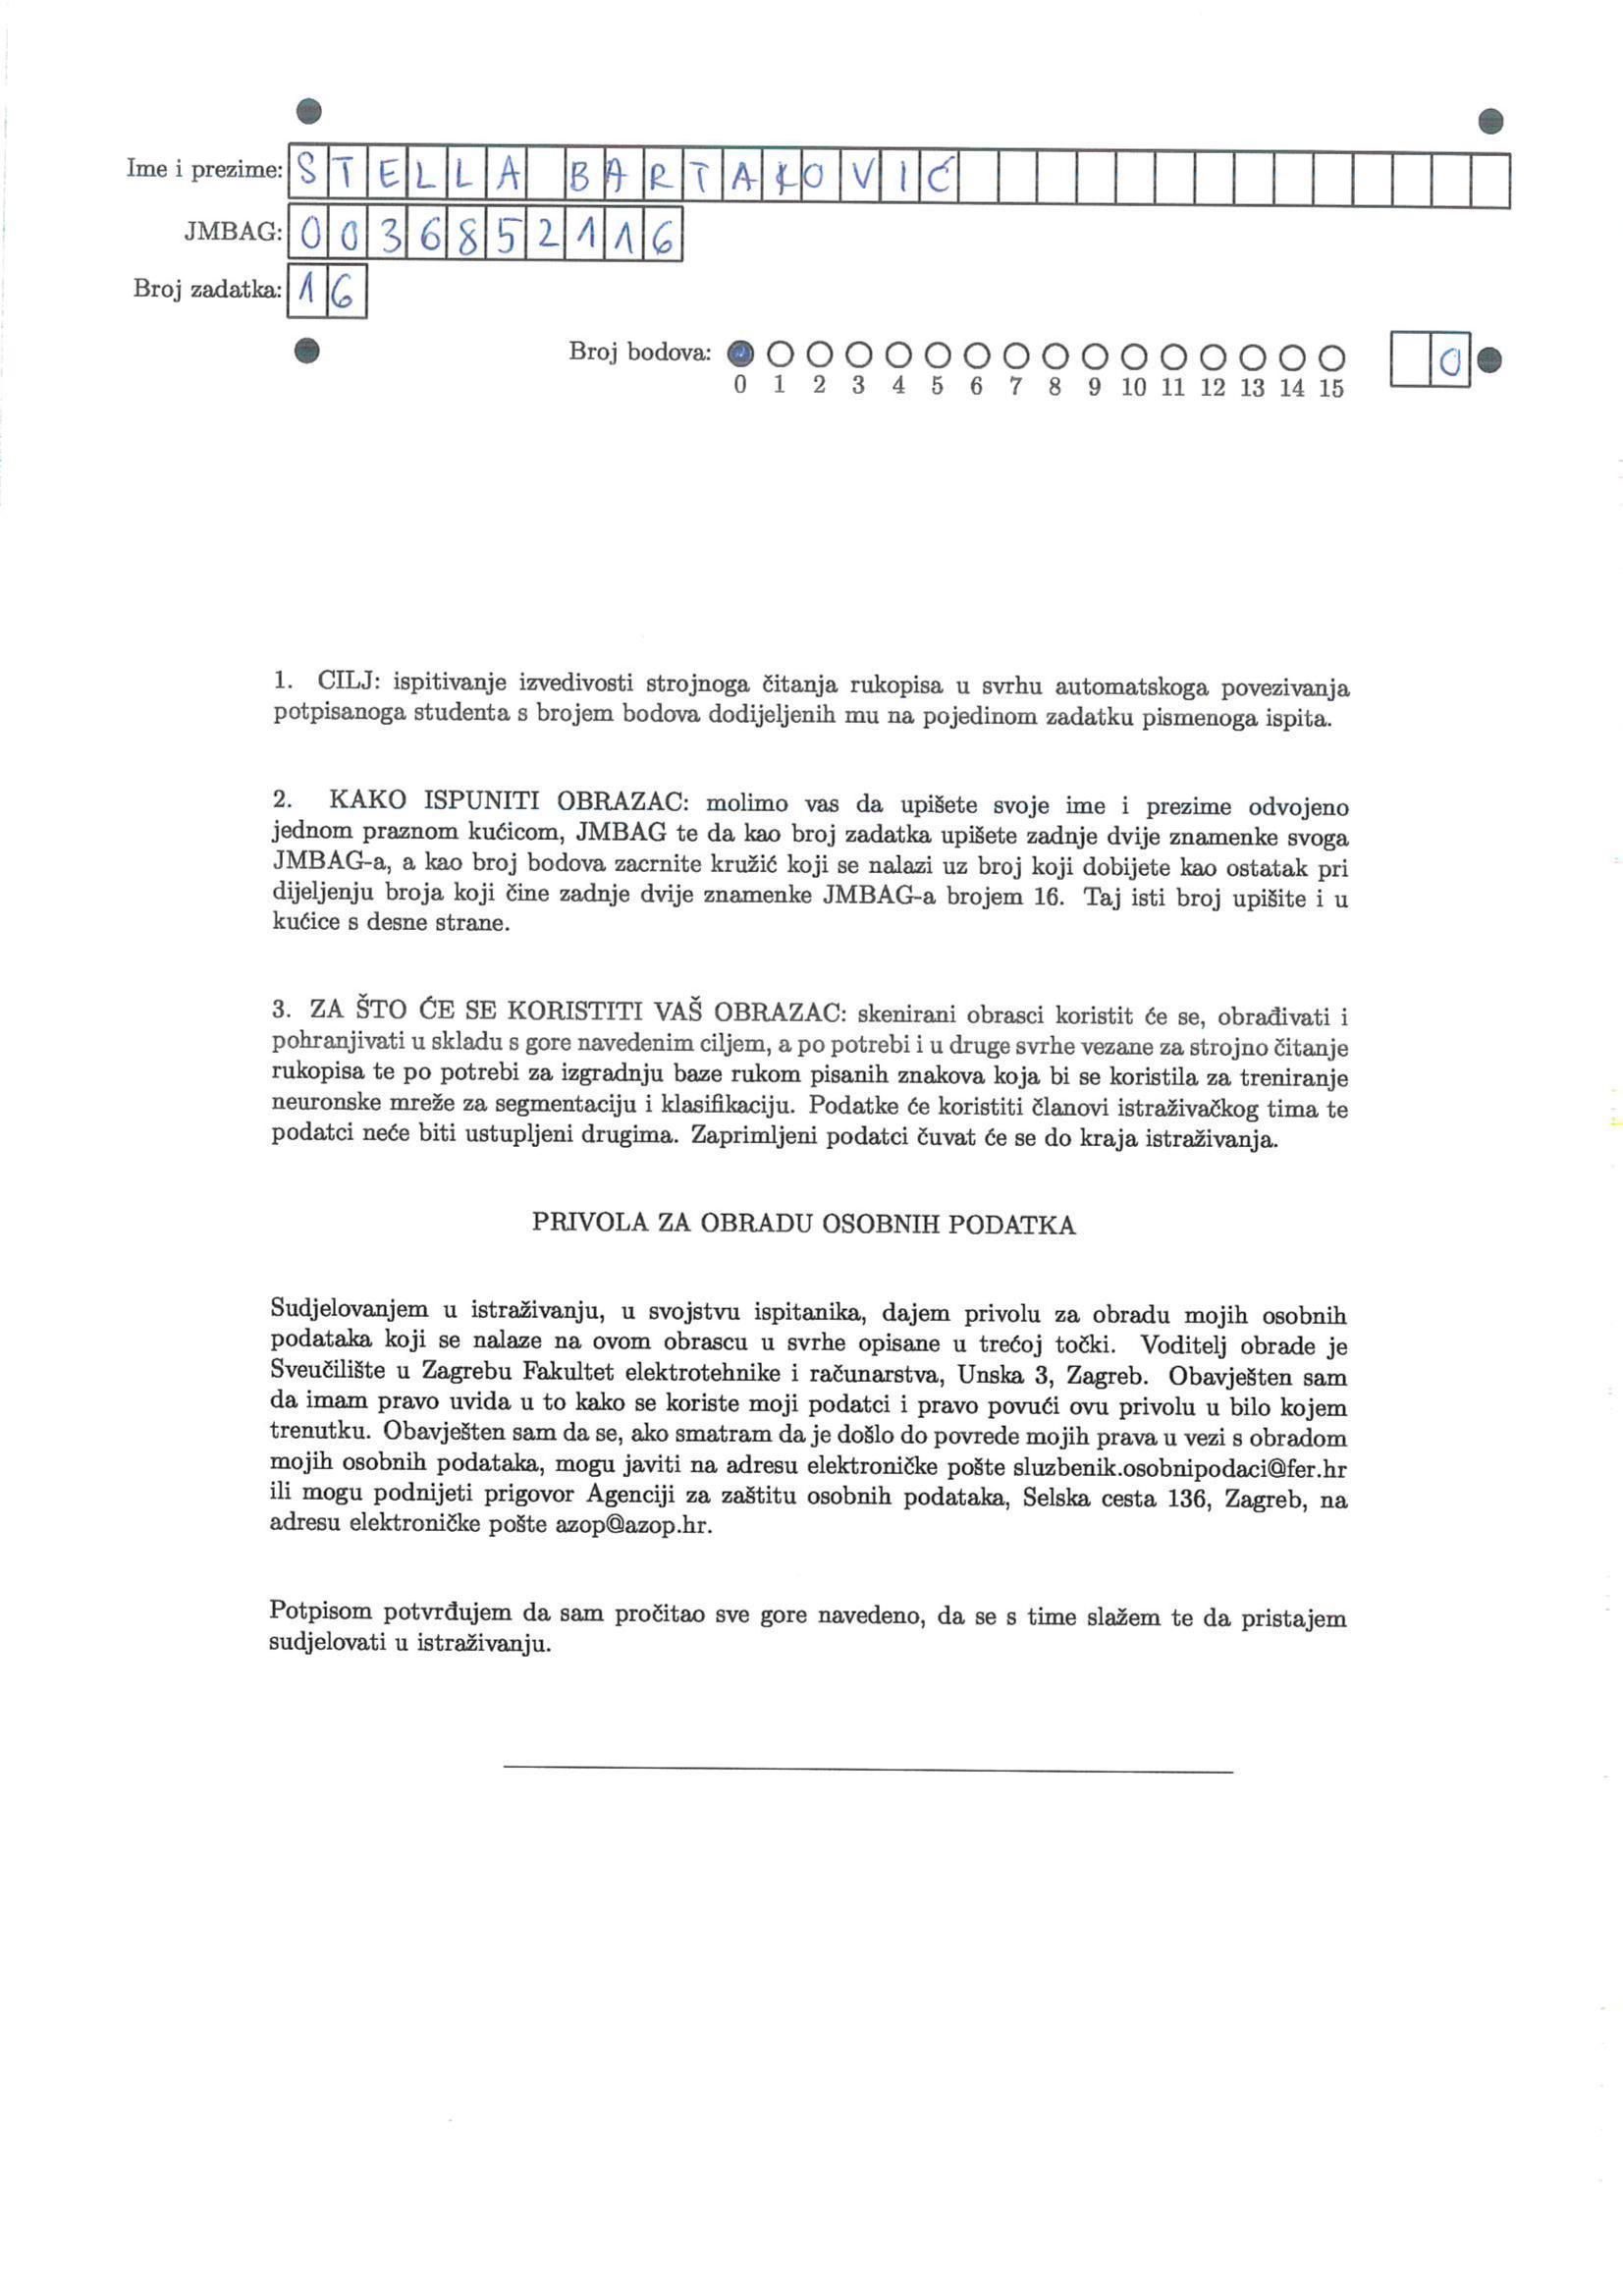 Ime i prezime: STELLA BARTAKOVIĆ
JMBAG: 0036852116
Broj zadatka: 16
Broj bodova:
0
0 1 2 3 4 5 6 7 8 9 10 11 12 13 14 15
1. CILJ: ispitivanje izvedivosti strojnoga čitanja rukopisa u svrhu automatskoga povezivanja
potpisanoga studenta s brojem bodova dodijeljenih mu na pojedinom zadatku pismenoga ispita.
2. KAKO ISPUNITI OBRAZAC: molimo vas da upišete svoje ime i prezime odvojeno
jednom praznom kućicom, JMBAG te da kao broj zadatka upišete zadnje dvije znamenke svoga
JMBAG-a, a kao broj bodova zacrnite kružić koji se nalazi uz broj koji dobijete kao ostatak pri
dijeljenju broja koji čine zadnje dvije znamenke JMBAG-a brojem 16. Taj isti broj upišite i u
kućice s desne strane.
3. ZA ŠTO ĆE SE KORISTITI VAŠ OBRAZAC: skenirani obrasci koristit će se, obrađivati i
pohranjivati u skladu s gore navedenim ciljem, a po potrebi i u druge svrhe vezane za strojno čitanje
rukopisa te po potrebi za izgradnju baze rukom pisanih znakova koja bi se koristila za treniranje
neuronske mreže za segmentaciju i klasifikaciju. Podatke će koristiti članovi istraživačkog tima te
podatci neće biti ustupljeni drugima. Zaprimljeni podatci čuvat će se do kraja istraživanja.
PRIVOLA ZA OBRADU OSOBNIH PODATKA
Sudjelovanjem u istraživanju, u svojstvu ispitanika, dajem privolu za obradu mojih osobnih
podataka koji se nalaze na ovom obrascu u svrhe opisane u trećoj točki. Voditelj obrade je
Sveučilište u Zagrebu Fakultet elektrotehnike i računarstva, Unska 3, Zagreb. Obavješten sam
da imam pravo uvida u to kako se koriste moji podatci i pravo povući ovu privolu u bilo kojem
trenutku. Obavješten sam da se, ako smatram da je došlo do povrede mojih prava u vezi s obradom
mojih osobnih podataka, mogu javiti na adresu elektroničke pošte sluzbenik.osobnipodaci@fer.hr
ili mogu podnijeti prigovor Agenciji za zaštitu osobnih podataka, Selska cesta 136, Zagreb, na
adresu elektroničke pošte azop@azop.hr.
Potpisom potvrđujem da sam pročitao sve gore navedeno, da se s time slažem te da pristajem
sudjelovati u istraživanju.